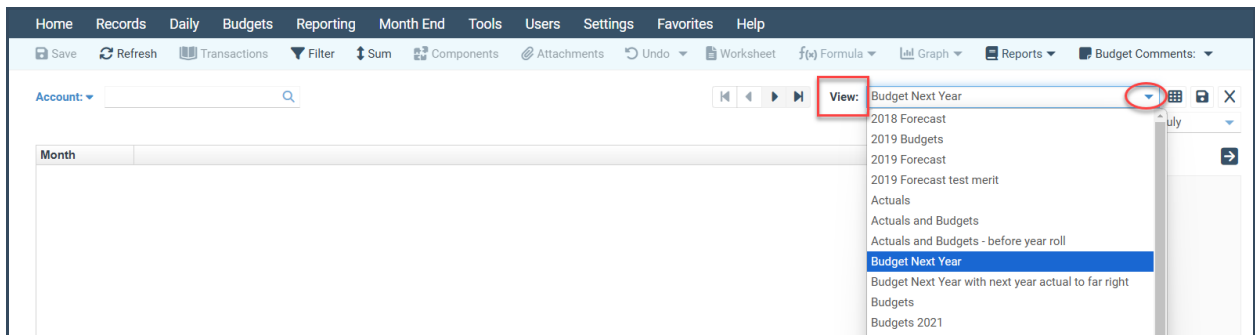 Home Records Daily Budgets Reporting Month End Tools Users Settings Favorites Help
Save Refresh Transactions Filter Sum Components Attachments Undo Worksheet f(x) Formula Graph Reports Budget Comments:
Account: View: Budget Next Year
2018 Forecast
uly
2019 Budgets
2019 Forecast
Month
2019 Forecast test merit
Actuals
Actuals and Budgets
Actuals and Budgets - before year roll
Budget Next Year
Budget Next Year with next year actual to far right
Budgets
Budgets 2021